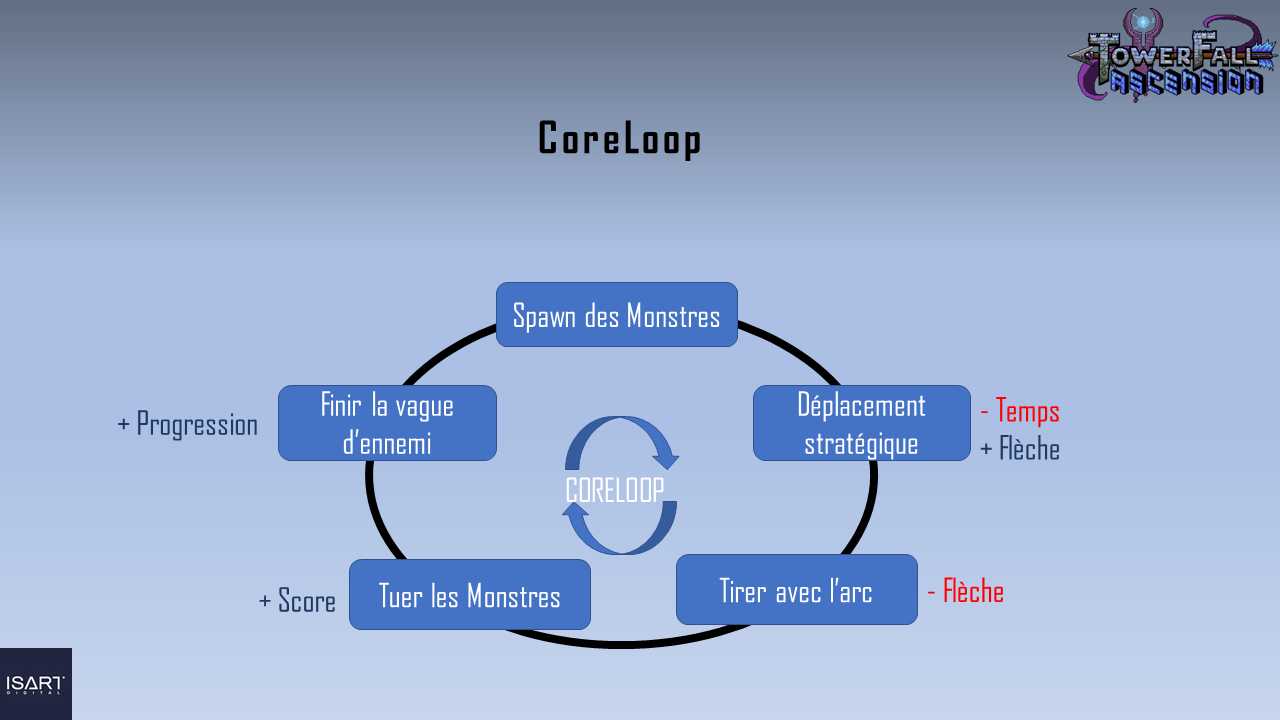 TOWERFALL
ASCENSION
CoreLoop
Spawn des Monstres
Finir la vague
d'ennemi
+ Progression
Déplacement
stratégique
- Temps
+ Flèche
CORELOOP
Tuer les Monstres
+ Score
Tirer avec l'arc
- Flèche
ISART
DIGITAL